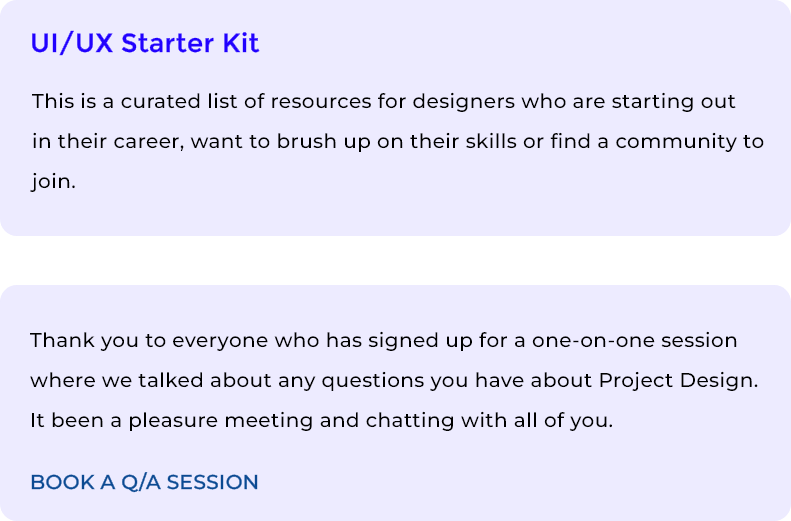 UI/UX Starter Kit
This is a curated list of resources for designers who are starting out
in their career, want to brush up on their skills or find a community to
join.
Thank you to everyone who has signed up for a one-on-one session
where we talked about any questions you have about Project Design.
It been a pleasure meeting and chatting with all of you.
BOOK A Q/A SESSION